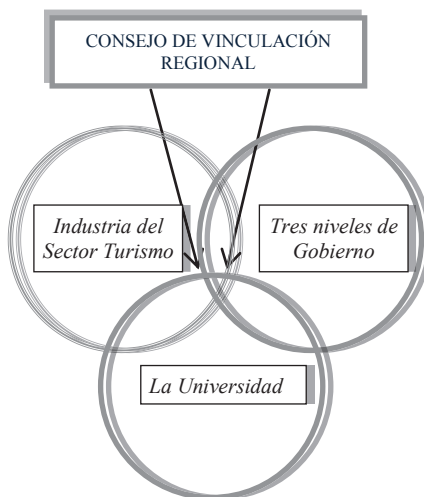 CONSEJO DE VINCULACIÓN
REGIONAL
Industria del
Sector Turismo
Tres niveles de
Gobierno
La Universidad